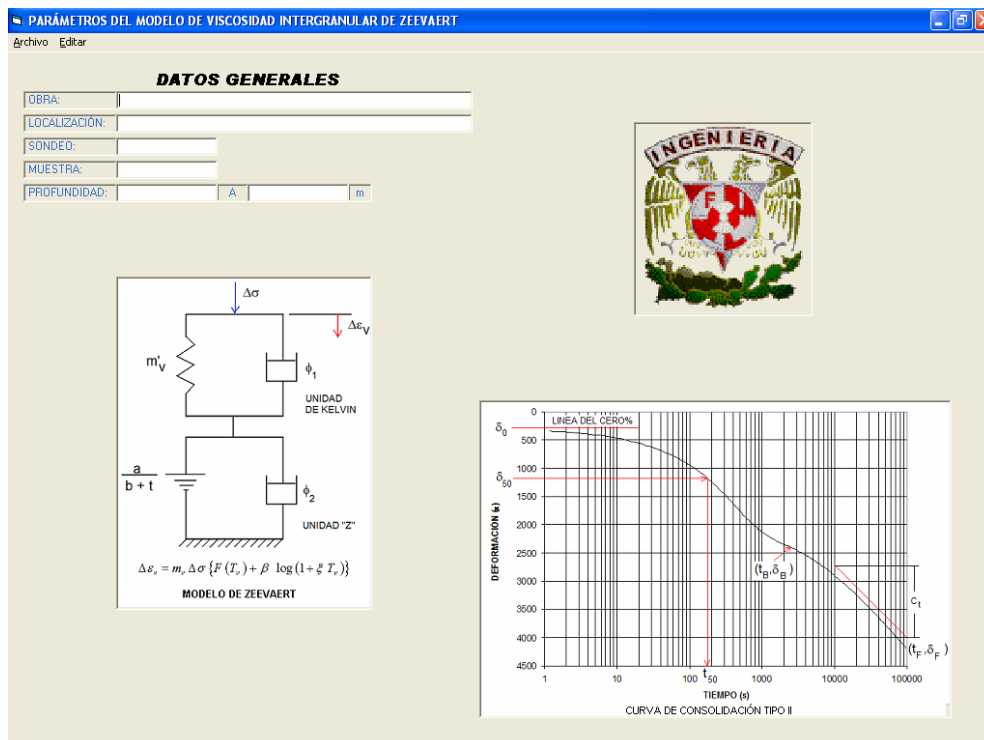 PARÁMETROS DEL MODELO DE VISCOSIDAD INTERGRANULAR DE ZEEVAERT
Archivo Editar
DATOS GENERALES
OBRA:
LOCALIZACIÓN:
SONDEO:
MUESTRA:
PROFUNDIDAD: A m
INGENIERIA
F I
Δσ
Δε_V
m'_v
ϕ_1
UNIDAD
DE KELVIN
a
b + t
ϕ_2
UNIDAD "Z"
Δε_v = m_v Δσ {F(T_v) + β log(1 + ξ T_v)}
MODELO DE ZEEVAERT
0
LINEA DEL CERO%
δ_0
500
1000
δ_50
1500
2000
2500
3000
3500
4000
4500
DEFORMACIÓN (µ)
(t_B,δ_B)
C_t
(t_F,δ_F)
t_50
1 10 100 1000 10000 100000
TIEMPO (s)
CURVA DE CONSOLIDACIÓN TIPO II